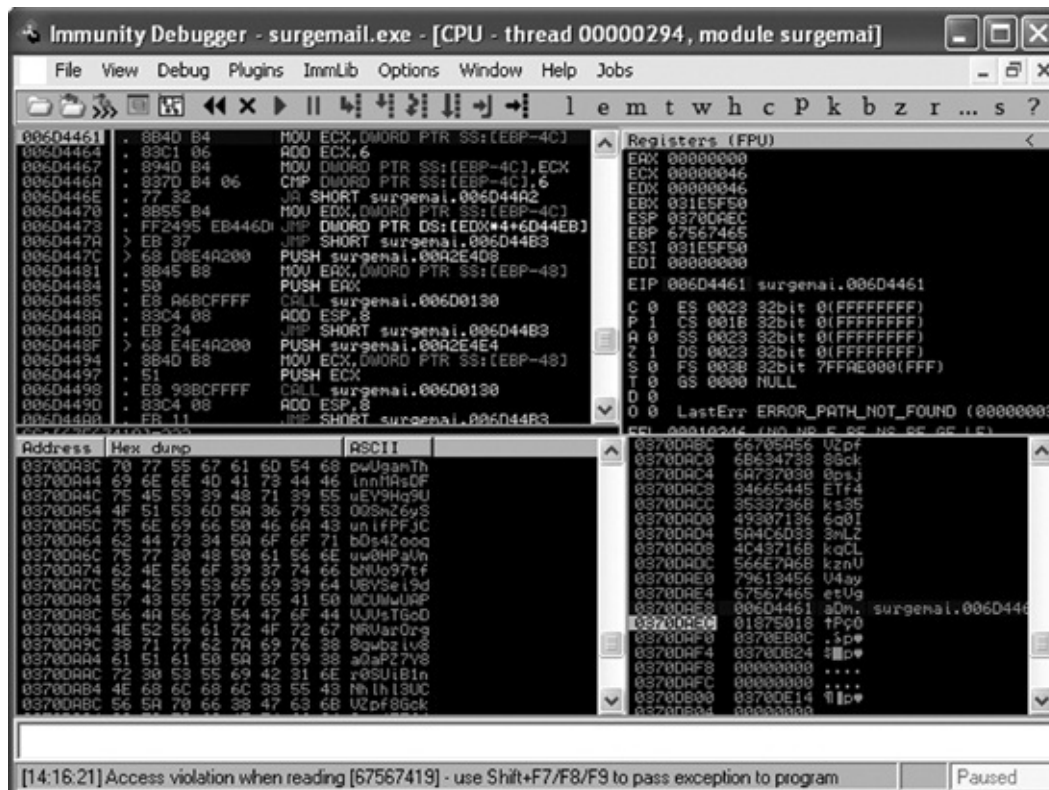 Immunity Debugger - surgemail.exe - [CPU - thread 00000294, module surgemai]
File View Debug Plugins ImmLib Options Window Help Jobs
l e m t w h c P k b z r ... s ?
006D4461 . 8B4D B4 MOV ECX,DWORD PTR SS:[EBP-4C]
006D4464 . 83C1 06 ADD ECX,6
006D4467 . 894D B4 MOV DWORD PTR SS:[EBP-4C],ECX
006D446A . 837D B4 06 CMP DWORD PTR SS:[EBP-4C],6
006D446E . 77 32 JA SHORT surgemai.006D44A2
006D4470 . 8B55 B4 MOV EDX,DWORD PTR SS:[EBP-4C]
006D4473 . FF2495 EB446D JMP DWORD PTR DS:[EDX*4+6D44EB]
006D447A > EB 37 JMP SHORT surgemai.006D44B3
006D447C > 68 D8E4A200 PUSH surgemai.00A2E4D8
006D4481 . 8B45 B8 MOV EAX,DWORD PTR SS:[EBP-48]
006D4484 . 50 PUSH EAX
006D4485 . E8 A6BCFFFF CALL surgemai.006D0130
006D448A . 83C4 08 ADD ESP,8
006D448D . EB 24 JMP SHORT surgemai.006D44B3
006D448F > 68 E4E4A200 PUSH surgemai.00A2E4E4
006D4494 . 8B4D B8 MOV ECX,DWORD PTR SS:[EBP-48]
006D4497 . 51 PUSH ECX
006D4498 . E8 93BCFFFF CALL surgemai.006D0130
006D449D . 83C4 08 ADD ESP,8
JMP SHORT surgemai.006D44B3
Registers (FPU) <
EAX 00000000
ECX 00000046
EDX 00000046
EBX 031E5F50
ESP 0370DAEC
EBP 67567465
ESI 031E5F50
EDI 00000000
EIP 006D4461 surgemai.006D4461
C 0 ES 0023 32bit 0(FFFFFFFF)
P 1 CS 001B 32bit 0(FFFFFFFF)
A 0 SS 0023 32bit 0(FFFFFFFF)
Z 1 DS 0023 32bit 0(FFFFFFFF)
S 0 FS 003B 32bit 7FFAE000(FFF)
T 0 GS 0000 NULL
D 0
O 0 LastErr ERROR_PATH_NOT_FOUND (00000003
Address Hex dump ASCII
0370DA3C 70 77 55 67 61 6D 54 68 pwUgamTh
0370DA44 69 6E 6E 4D 41 73 44 46 innMAsDF
0370DA4C 75 45 59 39 48 71 39 55 uEY9Hq9U
0370DA54 4F 51 53 6D 5A 36 79 53 OQSmZ6yS
0370DA5C 75 6E 69 66 50 46 6A 43 unifPFjC
0370DA64 62 44 73 34 5A 6F 6F 71 bDs4Zooq
0370DA6C 75 77 30 48 50 61 56 6E uw0HPaVn
0370DA74 62 4E 56 6F 39 37 74 66 bNVo97tf
0370DA7C 56 42 59 53 65 69 39 64 VBYSei9d
0370DA84 57 43 55 57 77 55 41 50 WCUWwUAP
0370DA8C 56 4A 56 73 54 47 6F 44 VJVsTGoD
0370DA94 4E 52 56 61 72 4F 72 67 NRVarOrg
0370DA9C 38 71 77 62 7A 69 76 38 8qwbziv8
0370DAA4 61 51 61 50 5A 37 59 38 aQaPZ7Y8
0370DAAC 72 30 53 55 69 42 31 6E r0SUiB1n
0370DAB4 4E 68 6C 68 6C 33 55 43 Nhlhl3UC
0370DABC 56 5A 70 66 38 47 63 6B VZpf8Gck
0370DABC 66705A56 VZpf
0370DAC0 6B634738 8Gck
0370DAC4 6A737030 0psj
0370DAC8 34665445 ETf4
0370DACC 3533736B ks35
0370DAD0 49307136 6q0I
0370DAD4 5A4C6D33 3mLZ
0370DAD8 4C43716B kqCL
0370DADC 566E7A6B kznV
0370DAE0 79613456 V4ay
0370DAE4 67567465 etVg
0370DAE8 006D4461 aDm. surgemai.006D446
0370DAEC 01875018
0370DAF0 0370EB0C
0370DAF4 0370DB24
0370DAF8 00000000 ....
0370DAFC 00000000 ....
0370DB00 0370DE14
0370DB04 00000000
[14:16:21] Access violation when reading [67567419] - use Shift+F7/F8/F9 to pass exception to program
Paused